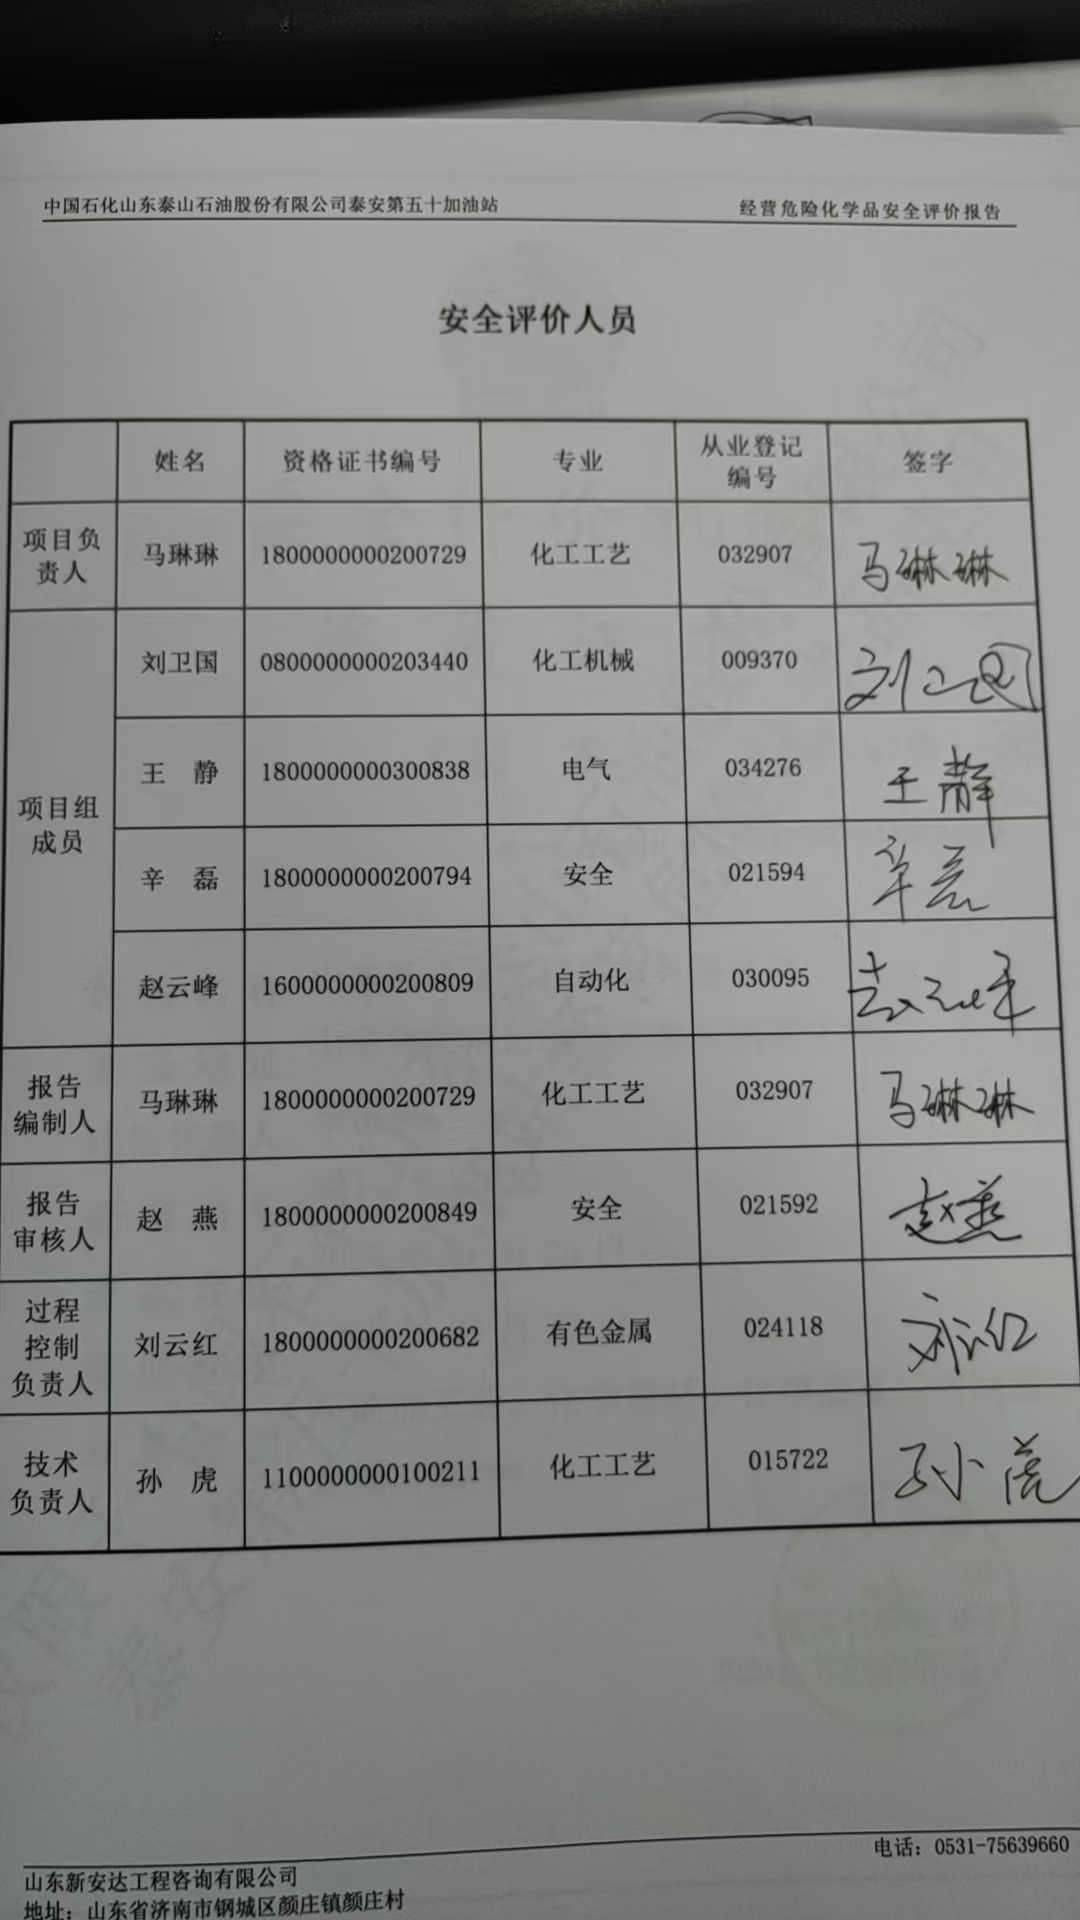 中国石化山东泰山石油股份有限公司泰安第五十加油站 经营危险化学品安全评价报告
安全评价人员
姓名 资格证书编号 专业 从业登记编号 签字
项目负责人 马琳琳 1800000000200729 化工工艺 032907 马琳琳
项目组成员 刘卫国 0800000000203440 化工机械 009370 刘卫国
王 静 1800000000300838 电气 034276 王静
辛 磊 1800000000200794 安全 021594 辛磊
赵云峰 1600000000200809 自动化 030095 赵云峰
报告编制人 马琳琳 1800000000200729 化工工艺 032907 马琳琳
报告审核人 赵 燕 1800000000200849 安全 021592 赵燕
过程控制负责人 刘云红 1800000000200682 有色金属 024118 刘云红
技术负责人 孙 虎 1100000000100211 化工工艺 015722 孙虎
电话：0531-75639660
山东新安达工程咨询有限公司
地址：山东省济南市钢城区颜庄镇颜庄村